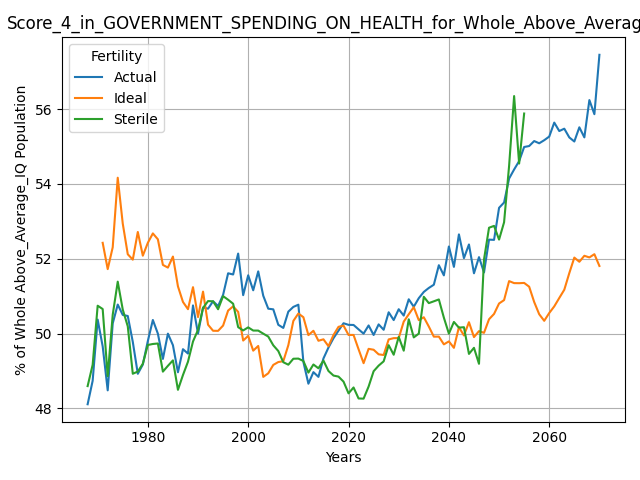 Score_4_in_GOVERNMENT_SPENDING_ON_HEALTH_for_Whole_Above_Averag
Fertility
Actual
Ideal
Sterile
% of Whole Above_Average_IQ Population
56
54
52
50
48
1980 2000 2020 2040 2060
Years